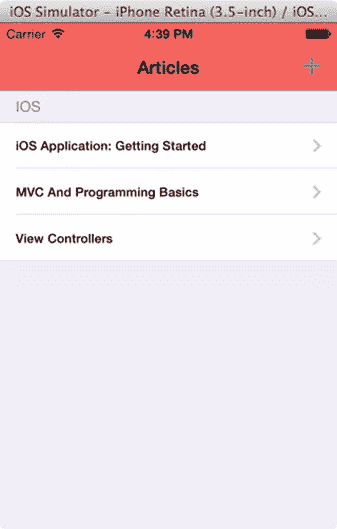 iOS Simulator - iPhone Retina (3.5-inch) / iOS...
Carrier 4:39 PM
Articles +
IOS
iOS Application: Getting Started
MVC And Programming Basics
View Controllers